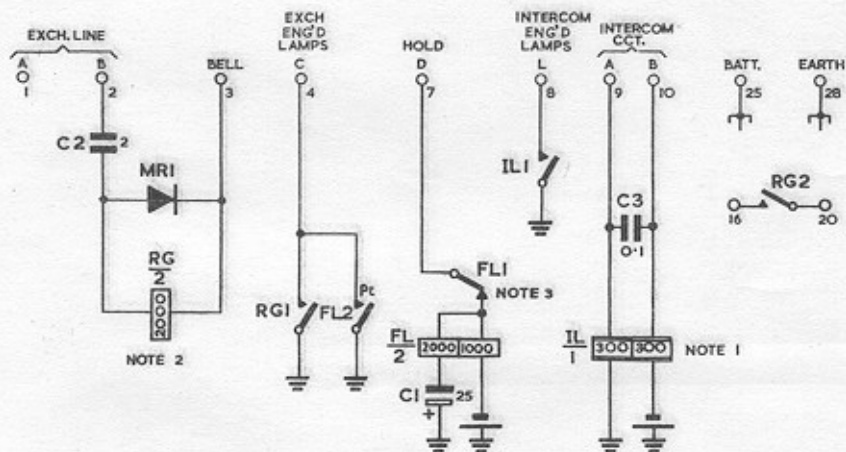 EXCH. LINE
A
1
B
2
BELL
3
EXCH
ENG'D
LAMPS
C
4
HOLD
D
7
INTERCOM
ENG'D
LAMPS
L
8
INTERCOM
CCT.
A
9
B
10
BATT.
25
EARTH
28
C2
2
MR1
RG
2
2000
NOTE 2
RG1
FL2
Pc
FL1
NOTE 3
FL
2
2000
1000
C1
25
+
IL1
C3
0·1
IL
1
300
300
NOTE 1
RG2
16
20